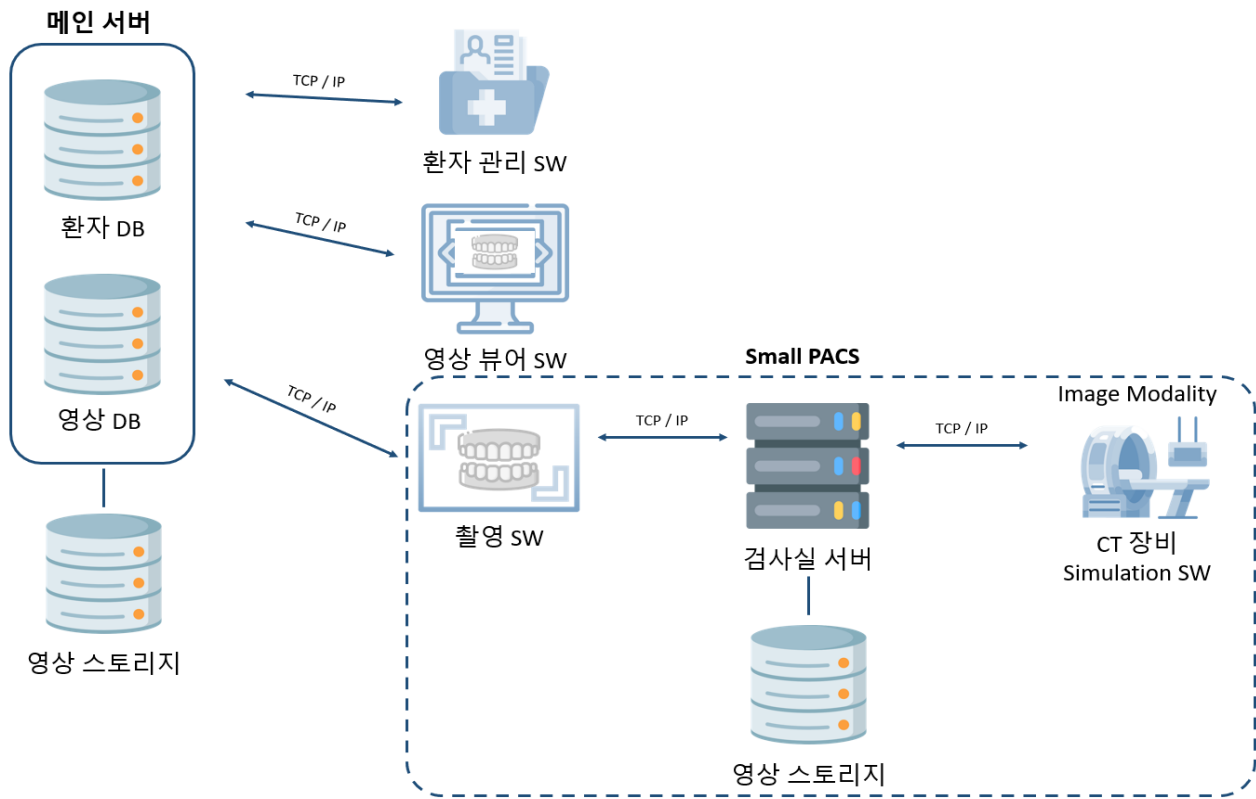 메인 서버
TCP / IP
환자 관리 SW
환자 DB
TCP / IP
영상 뷰어 SW
영상 DB
TCP / IP
영상 스토리지
Small PACS
촬영 SW
TCP / IP
검사실 서버
TCP / IP
Image Modality
CT 장비
Simulation SW
영상 스토리지